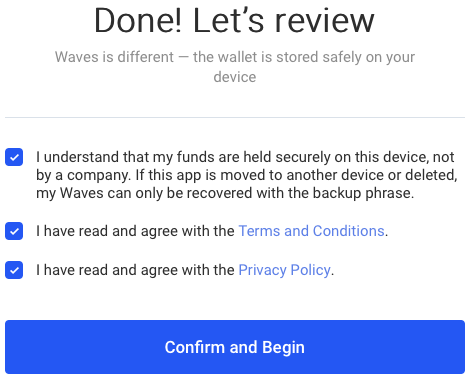 Done! Let’s review
Waves is different — the wallet is stored safely on your
device
I understand that my funds are held securely on this device, not
by a company. If this app is moved to another device or deleted,
my Waves can only be recovered with the backup phrase.
I have read and agree with the Terms and Conditions.
I have read and agree with the Privacy Policy.
Confirm and Begin